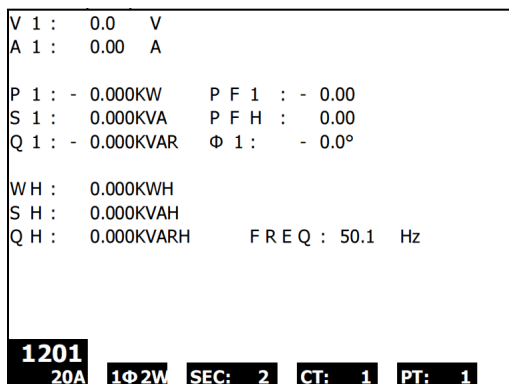 V 1 : 0.0 V
A 1 : 0.00 A
P 1 : - 0.000KW P F 1 : - 0.00
S 1 : 0.000KVA P F H : 0.00
Q 1 : - 0.000KVAR Φ 1 : - 0.0°
W H : 0.000KWH
S H : 0.000KVAH
Q H : 0.000KVARH F R E Q : 50.1 Hz
1201
20A 1Φ2W SEC: 2 CT: 1 PT: 1